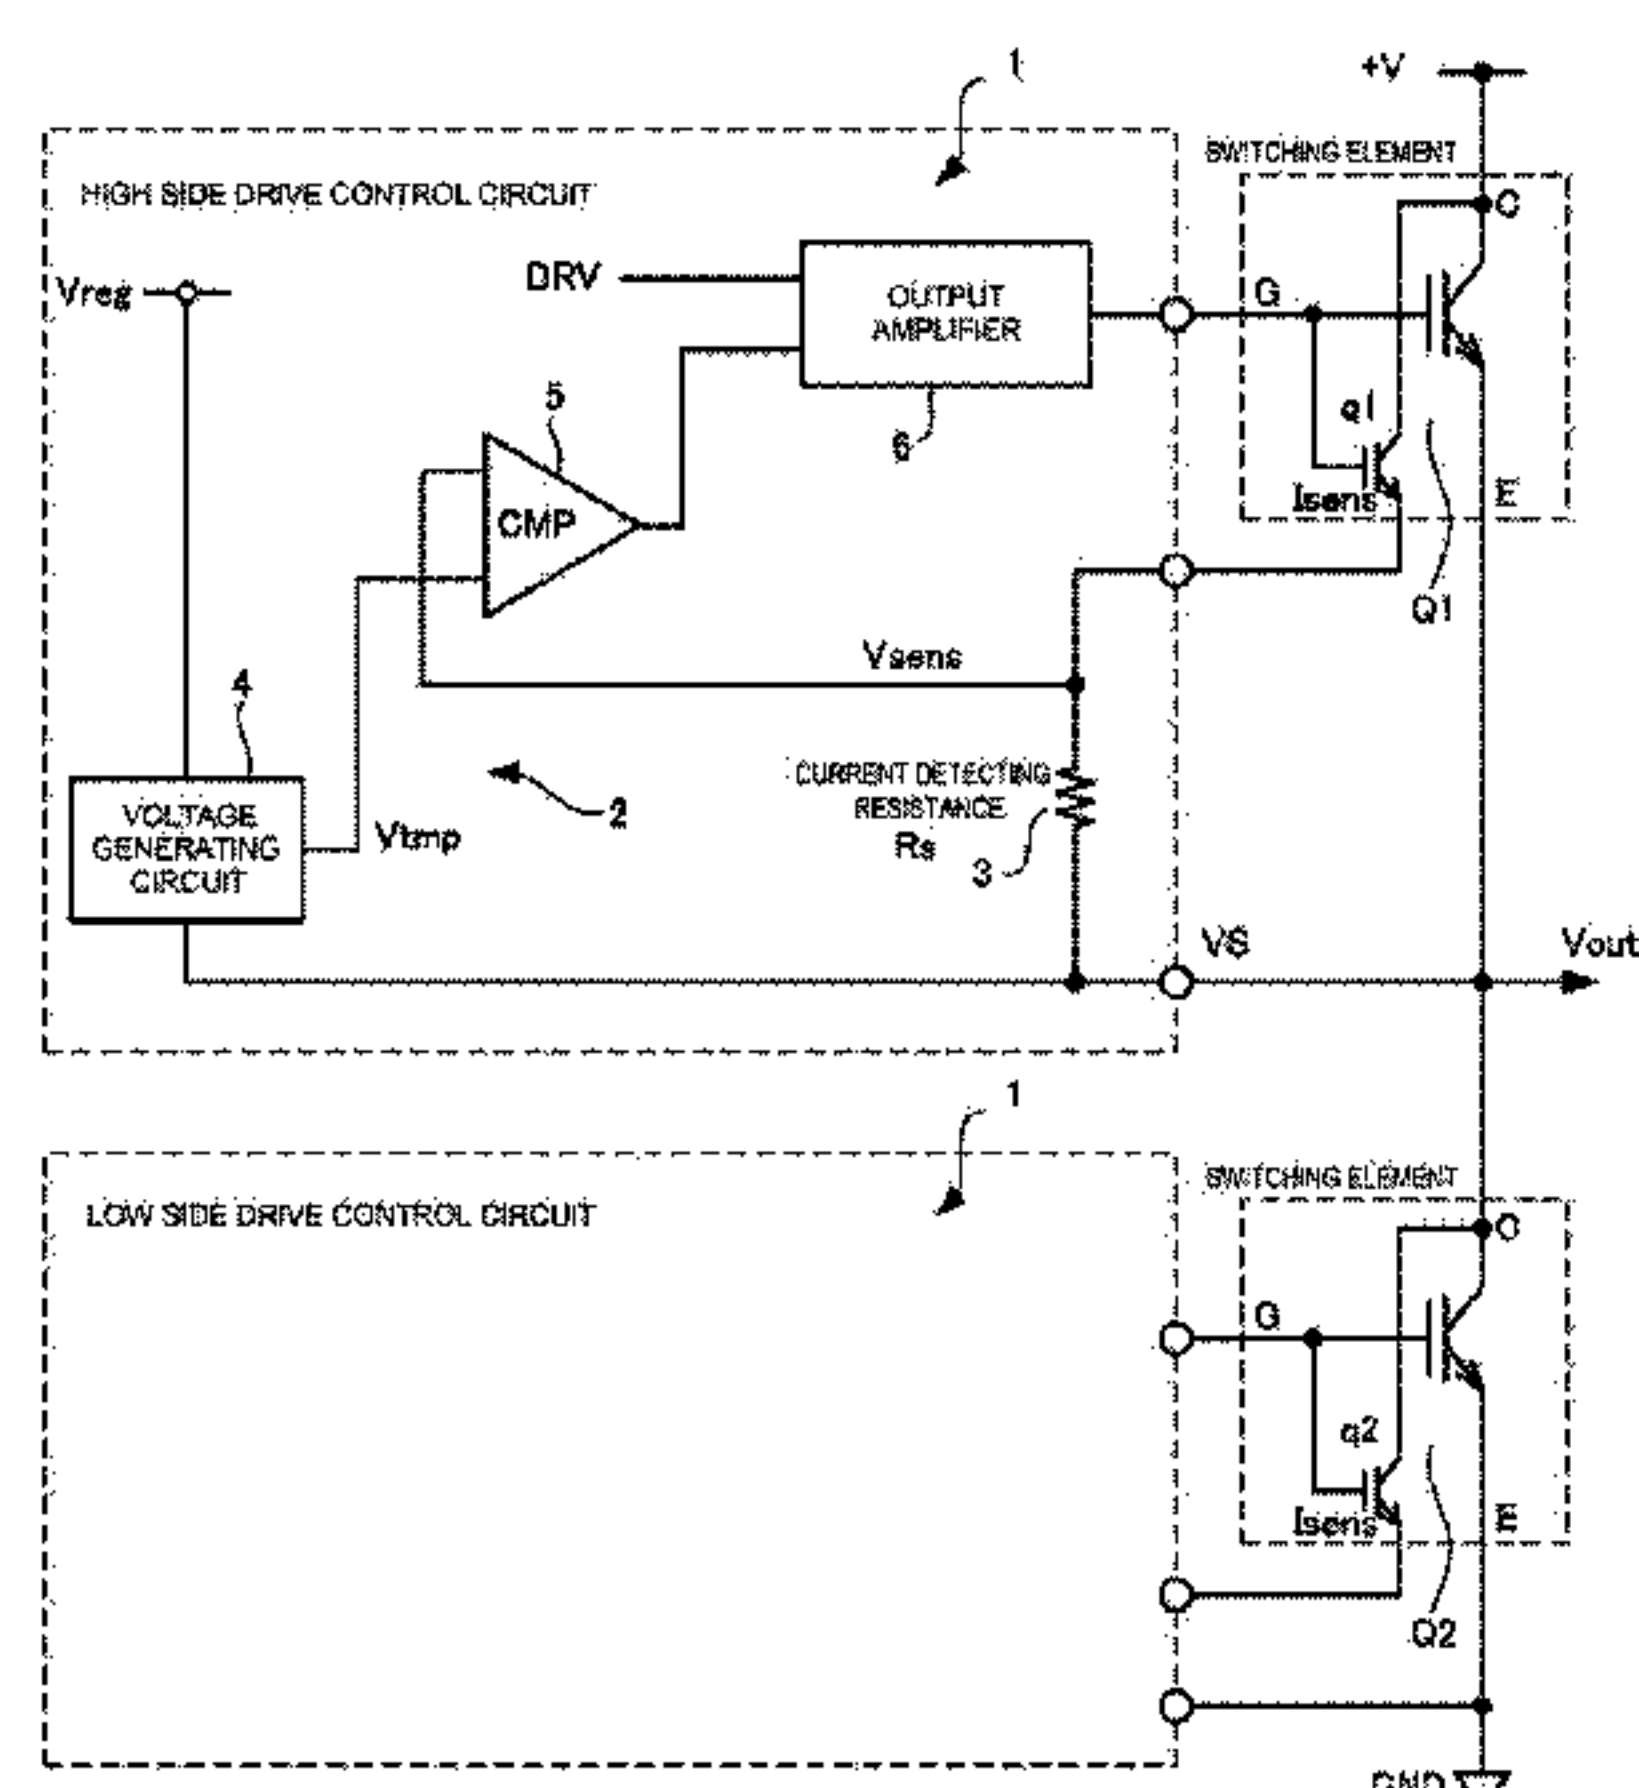 1
+V
SWITCHING ELEMENT
HIGH SIDE DRIVE CONTROL CIRCUIT
C
Vreg
DRV
OUTPUT
AMPLIFIER
G
5
6
q1
CMP
Isens
E
Q1
Vsens
4
CURRENT DETECTING
RESISTANCE
Rs
2
3
VOLTAGE
GENERATING
CIRCUIT
Vtmp
VS
Vout
1
SWITCHING ELEMENT
LOW SIDE DRIVE CONTROL CIRCUIT
C
G
q2
Isens
E
Q2
GND